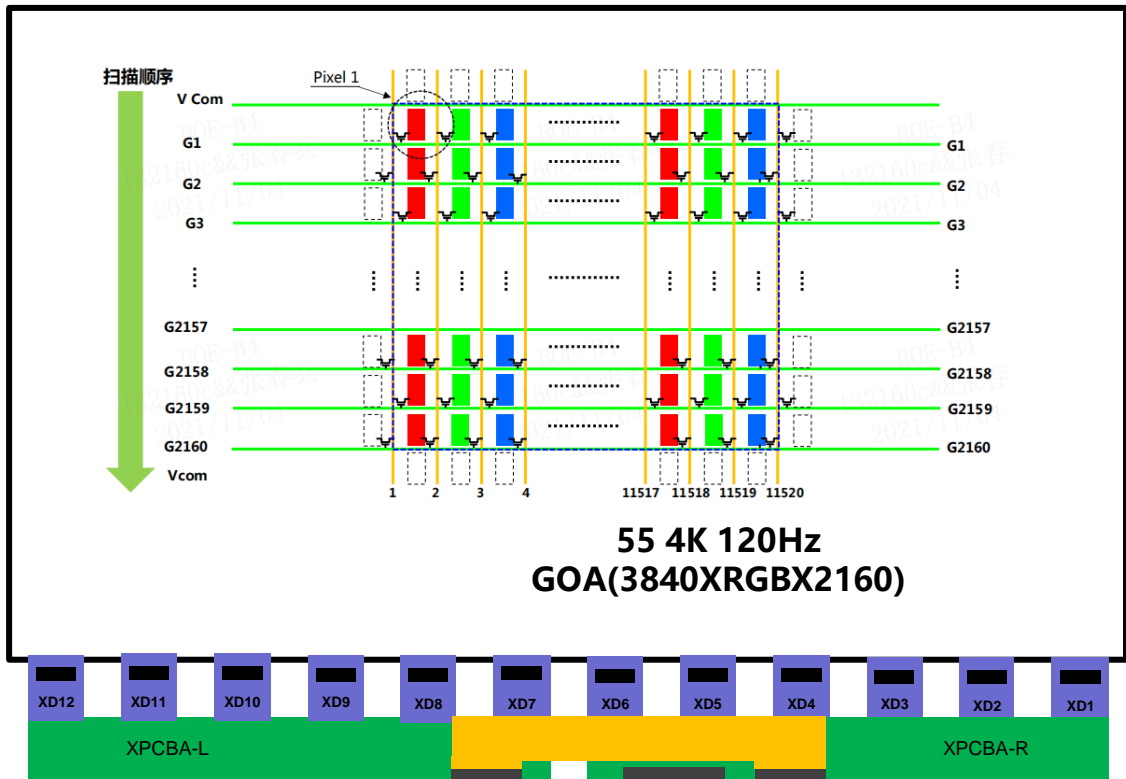 扫描顺序
Pixel 1
V Com
G1 G1
G2 G2
G3 G3
G2157 G2157
G2158 G2158
G2159 G2159
G2160 G2160
Vcom
1 2 3 4 11517 11518 11519 11520
55 4K 120Hz
GOA(3840XRGBX2160)
XD12 XD11 XD10 XD9 XD8 XD7 XD6 XD5 XD4 XD3 XD2 XD1
XPCBA-L XPCBA-R